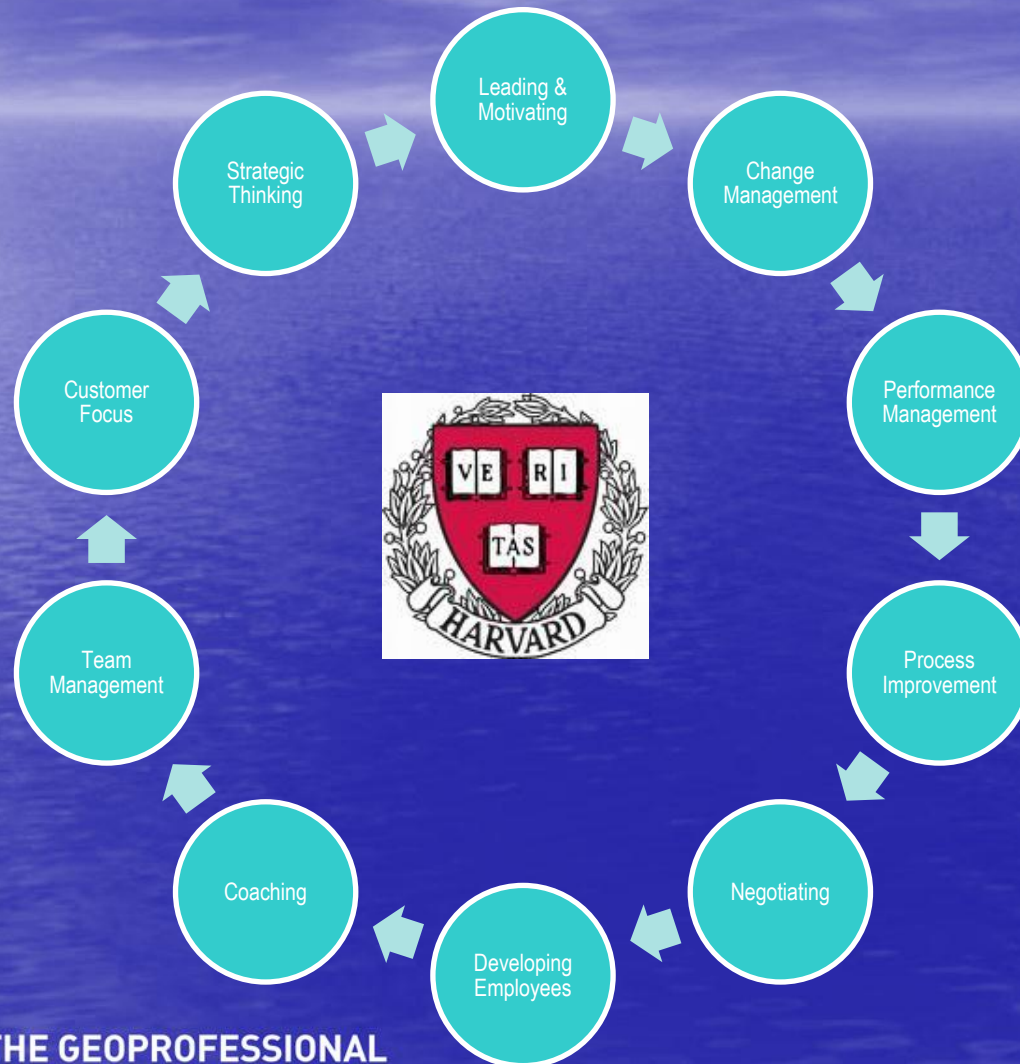 Leading &
Motivating
Change
Management
Performance
Management
Process
Improvement
Negotiating
Developing
Employees
Coaching
Team
Management
Customer
Focus
Strategic
Thinking
VE RI
TAS
HARVARD
THE GEOPROFESSIONAL